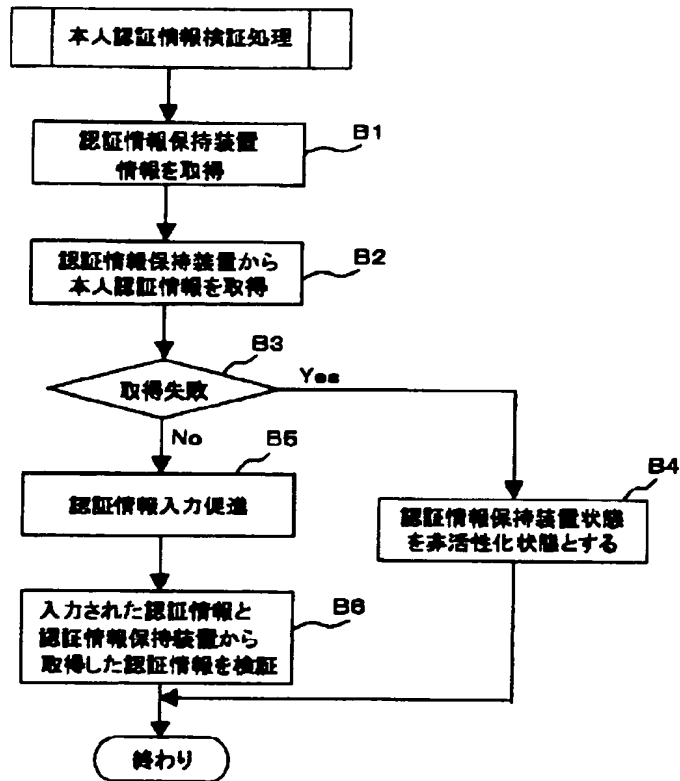 本人認証情報検証処理
認証情報保持装置
情報を取得
B1
認証情報保持装置から
本人認証情報を取得
B2
取得失敗
B3
Yes
No
認証情報入力促進
B5
認証情報保持装置状態
を非活性化状態とする
B4
入力された認証情報と
認証情報保持装置から
取得した認証情報を検証
B6
終わり